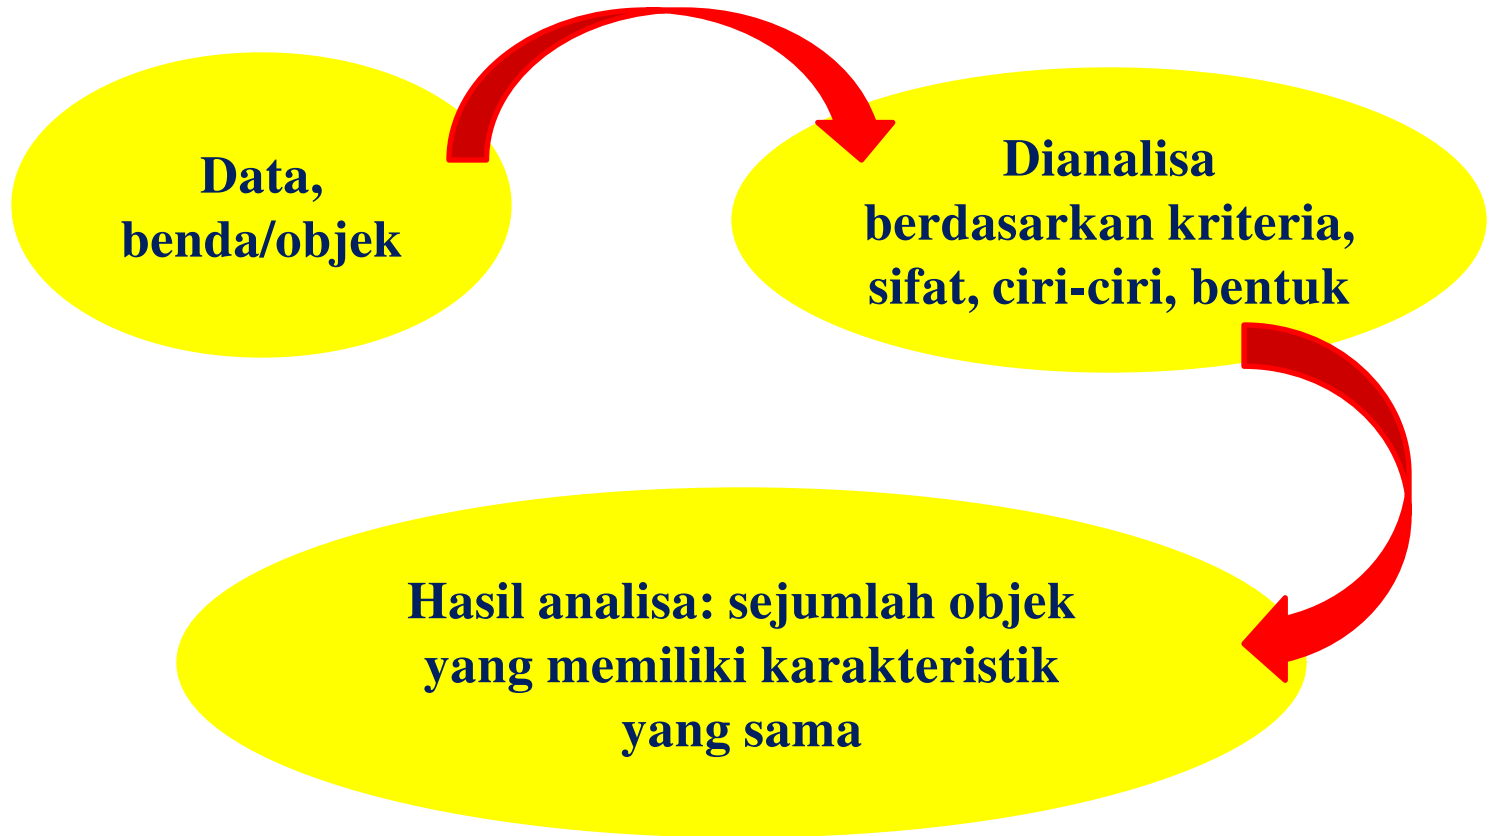 Data,
benda/objek
Dianalisa
berdasarkan kriteria,
sifat, ciri-ciri, bentuk
Hasil analisa: sejumlah objek
yang memiliki karakteristik
yang sama